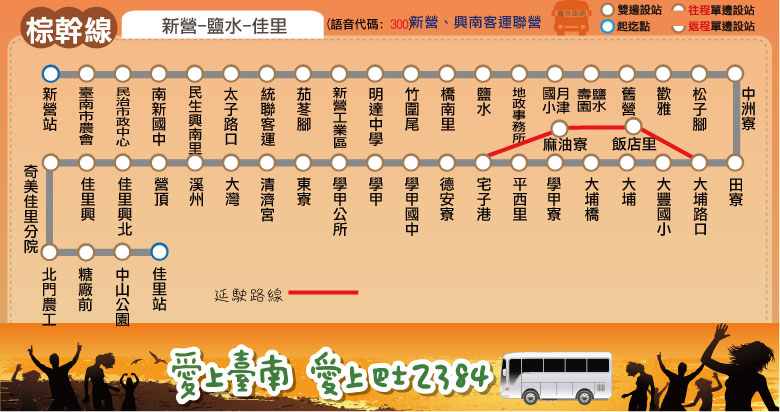 棕幹線
新營-鹽水-佳里
(語音代碼: 300)新營、興南客運聯營
雙邊設站
往程單邊設站
起迄點
返程單邊設站
新營站
臺南市農會
民治市政中心
南新國中
民生興南里
太子路口
統聯客運
茄苳腳
新營工業區
明達中學
竹圍尾
橋南里
鹽水
地政事務所
月津國小
鹽水壽園
舊營
歡雅
松子腳
中洲寮
麻油寮
飯店里
奇美佳里分院
佳里興
佳里興北
營頂
溪州
大灣
清濟宮
東寮
學甲公所
學甲
學甲國中
德安寮
宅子港
平西里
學甲寮
大埔橋
大埔
大豐國小
大埔路口
田寮
北門農工
糖廠前
中山公園
佳里站
延駛路線
愛上臺南 愛上巴士2384